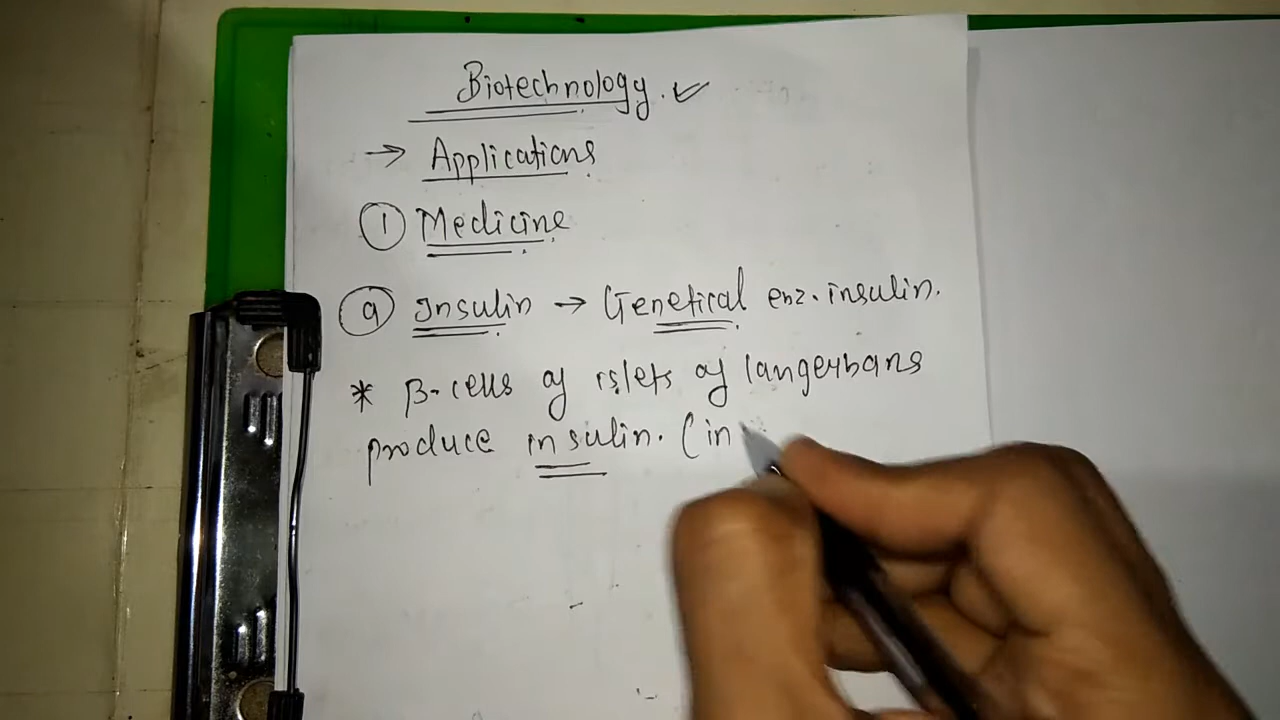 Biotechnology. ✓
→ Applications
① Medicine
ⓐ Insulin → Genetical enz. insulin.
* β-cells of islets of langerhans
produce insulin. (in